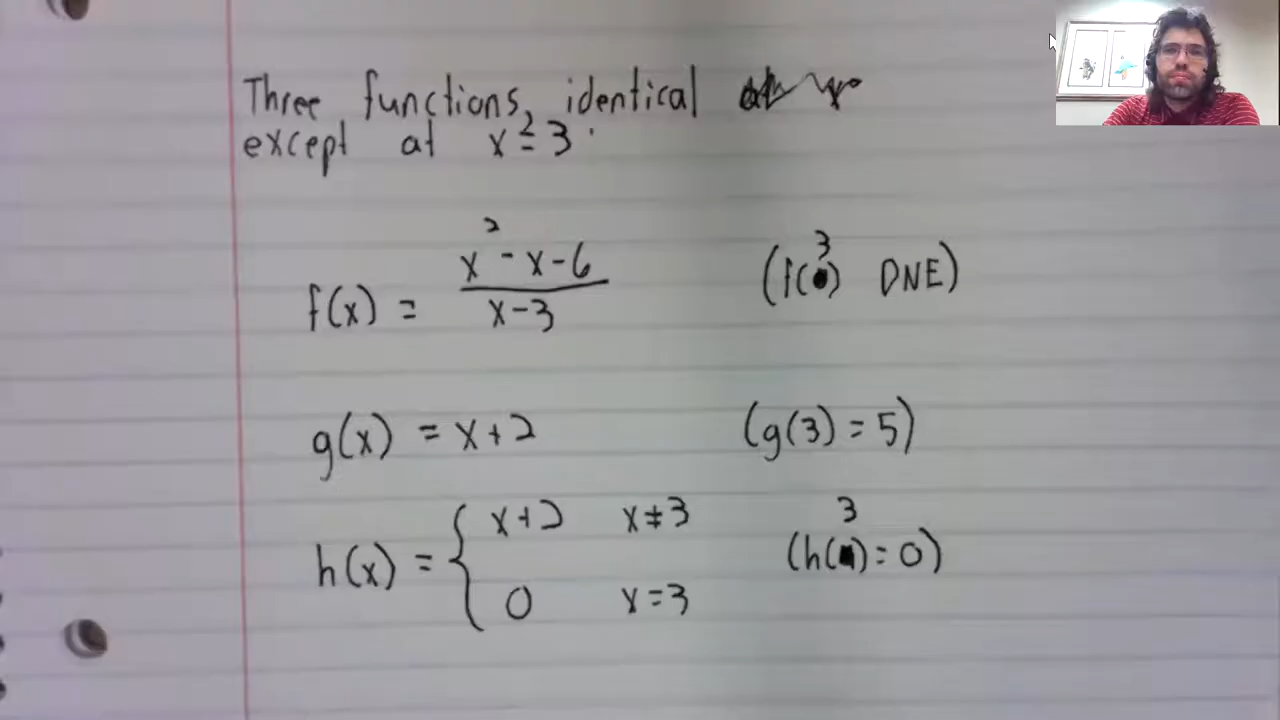 Three functions, identical
except at x = 3.
2
f(x) = x² - x - 6 / x - 3 (f(3) DNE)
g(x) = x + 2 (g(3) = 5)
h(x) = { x + 2 x ≠ 3
0 x = 3
(h(3) = 0)